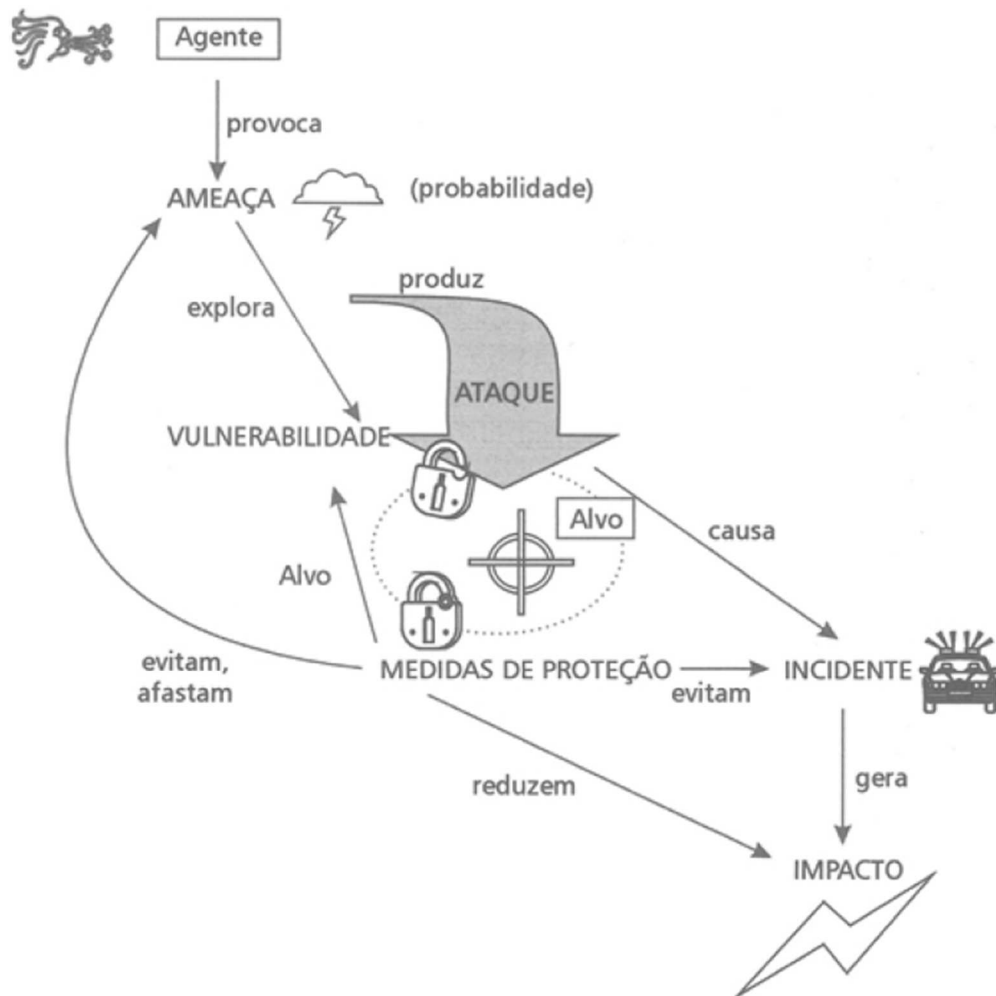 Agente
provoca
AMEAÇA
(probabilidade)
produz
explora
ATAQUE
VULNERABILIDADE
Alvo
causa
Alvo
evitam,
afastam
MEDIDAS DE PROTEÇÃO
evitam
INCIDENTE
reduzem
gera
IMPACTO